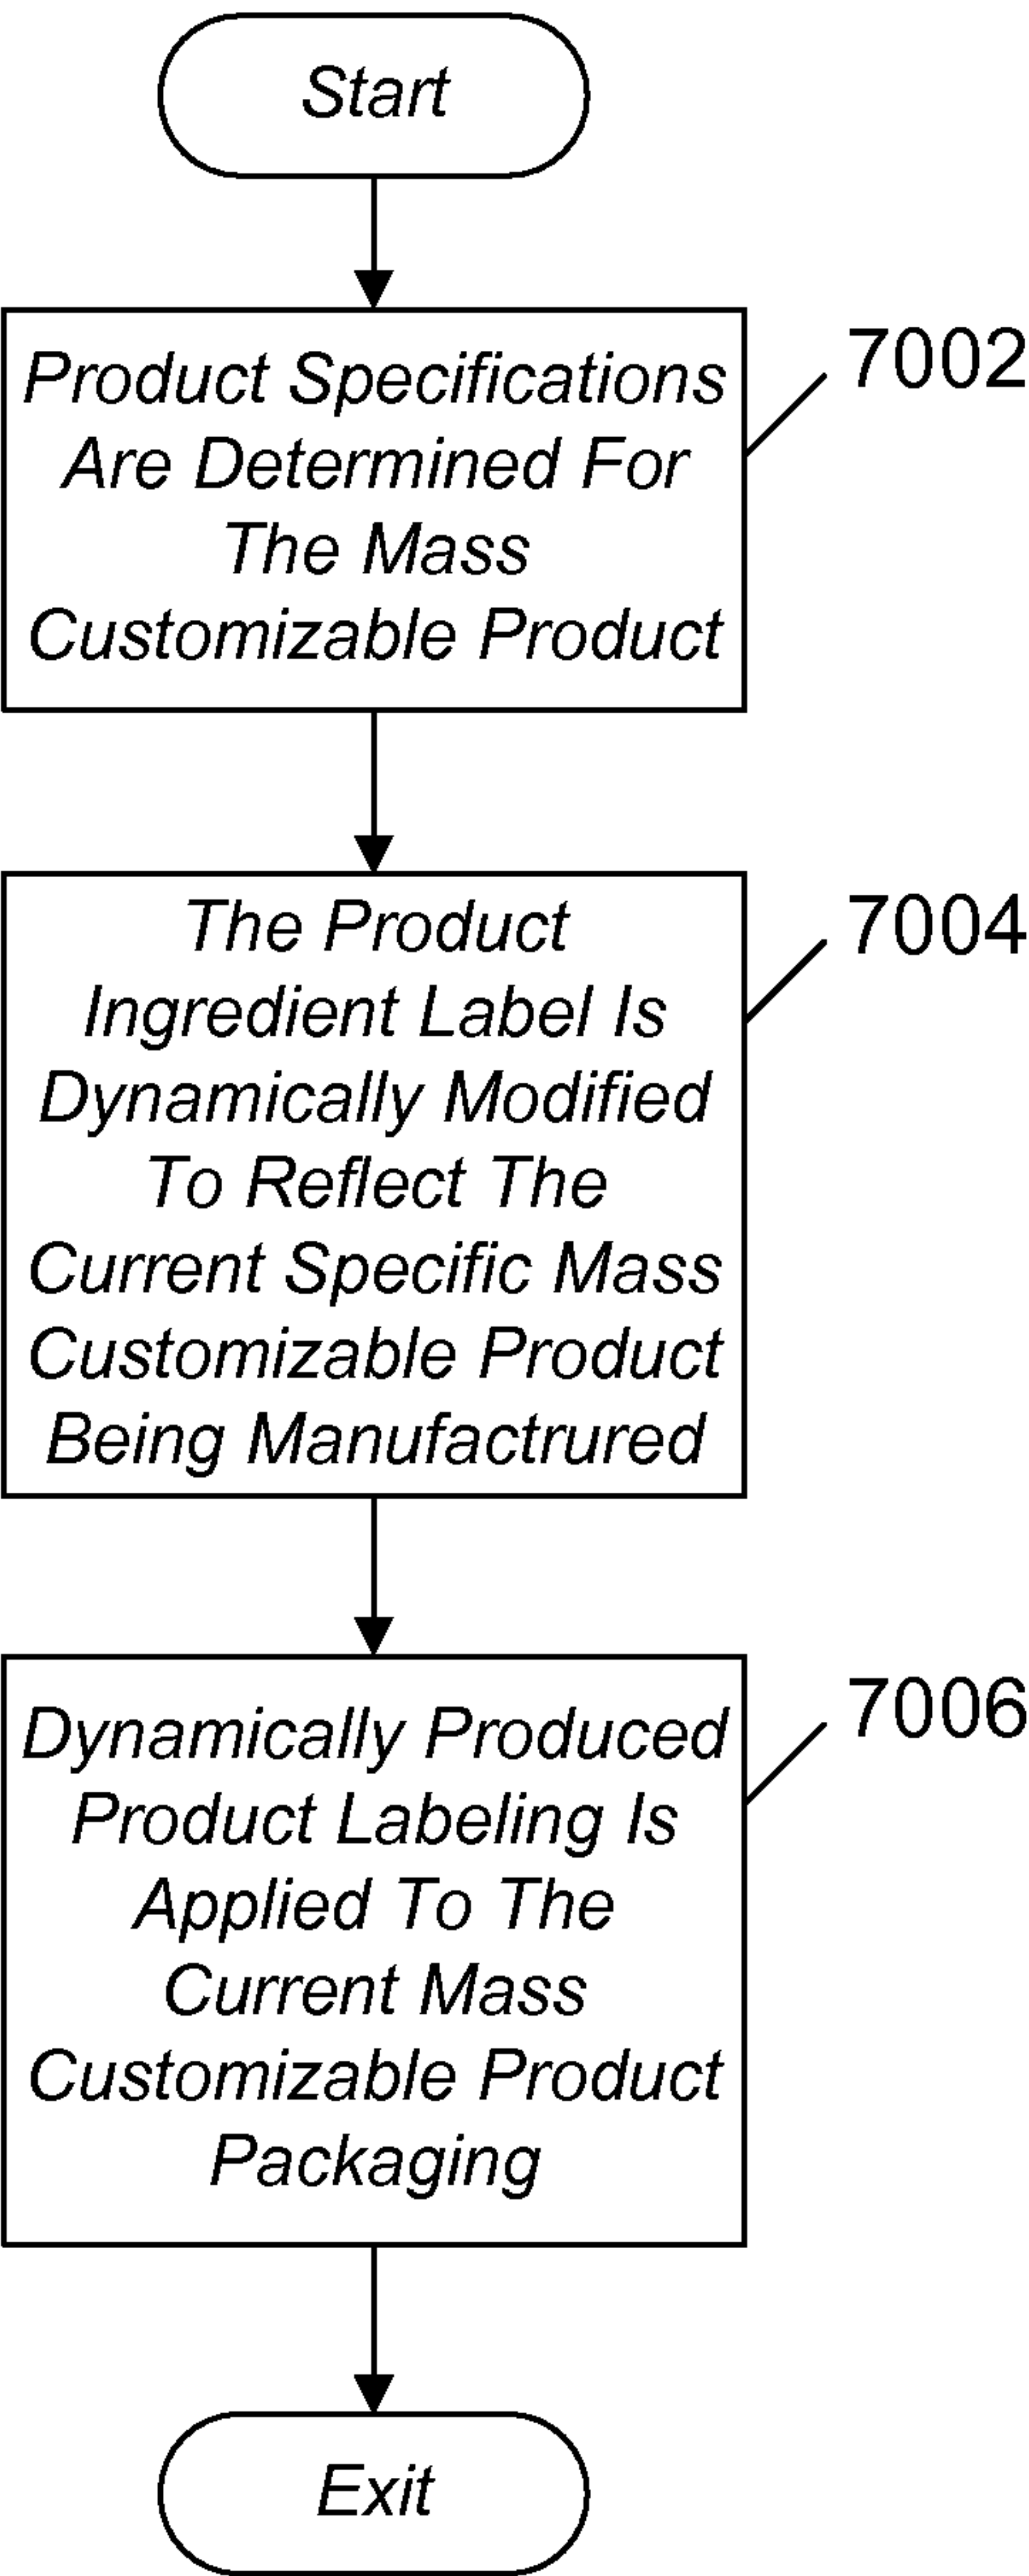 Start
Product Specifications
Are Determined For
The Mass
Customizable Product
7002
The Product
Ingredient Label Is
Dynamically Modified
To Reflect The
Current Specific Mass
Customizable Product
Being Manufactrured
7004
Dynamically Produced
Product Labeling Is
Applied To The
Current Mass
Customizable Product
Packaging
7006
Exit